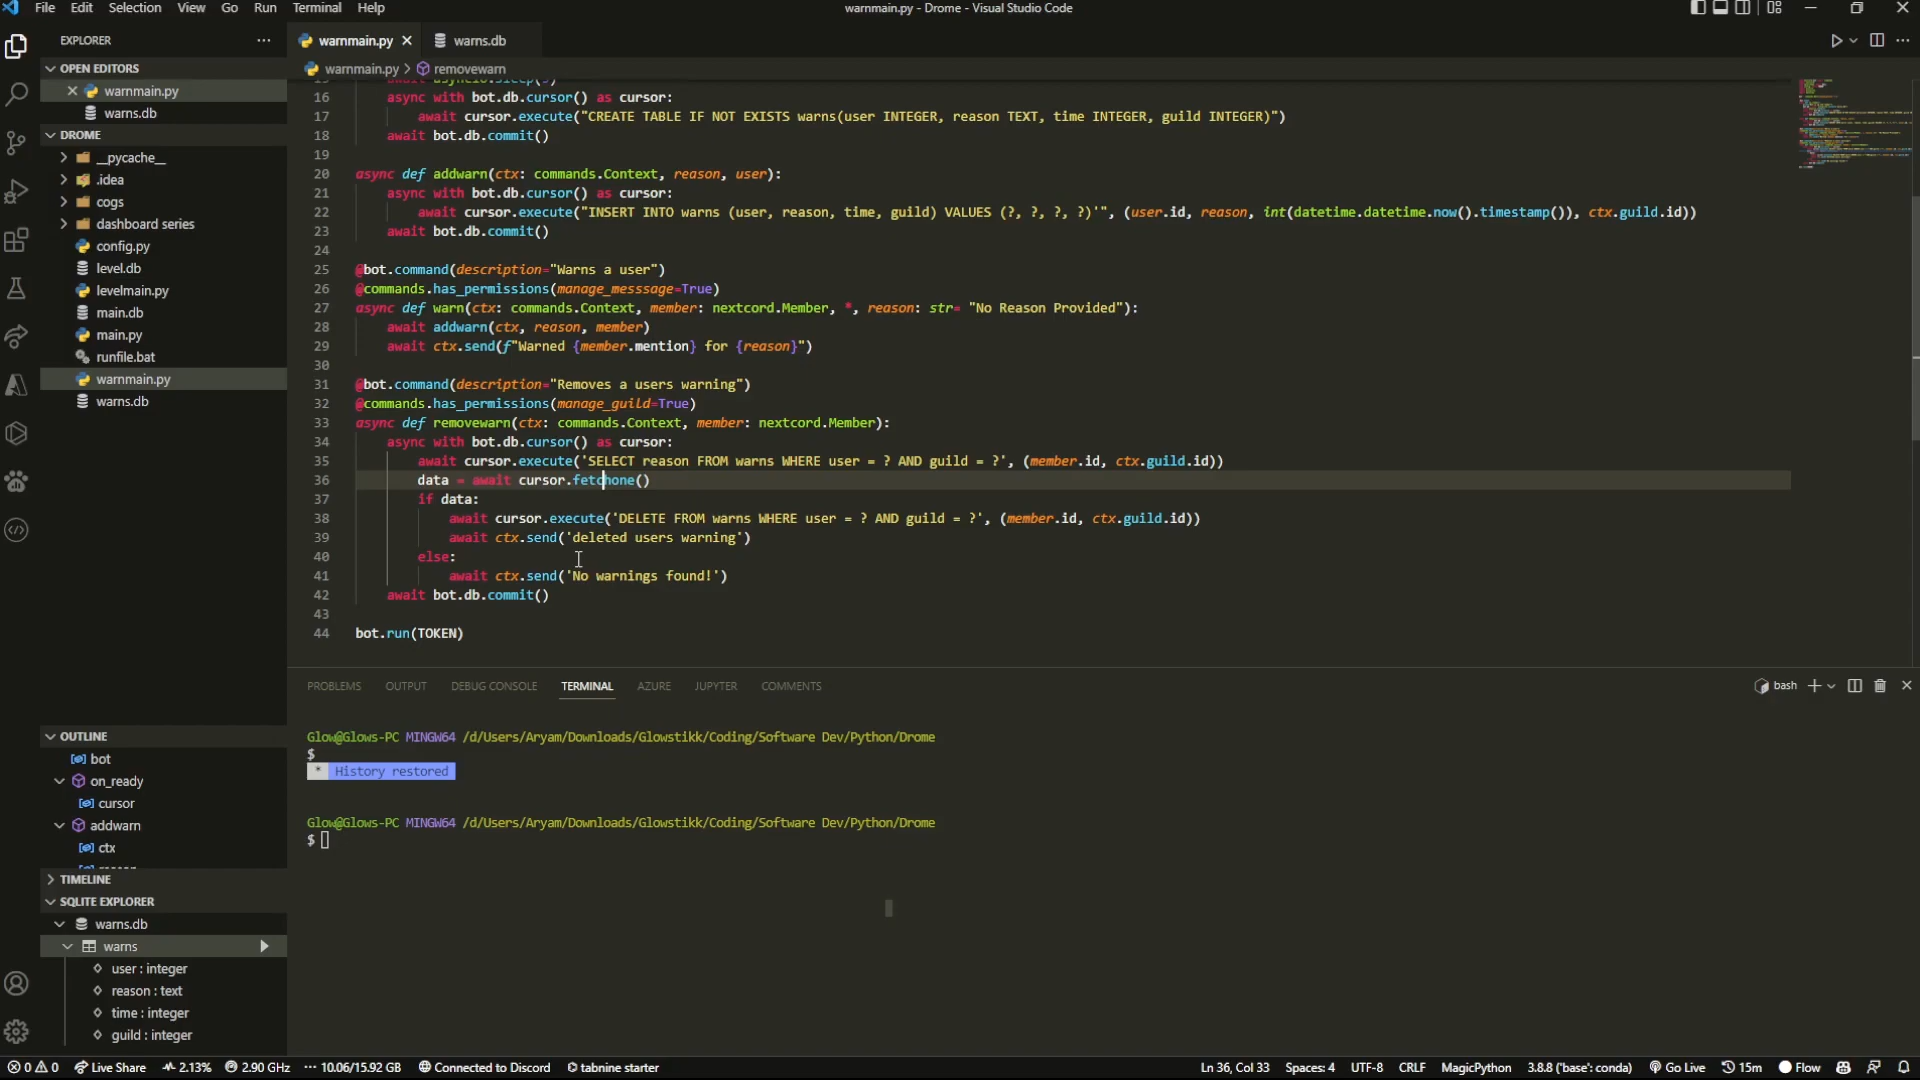 File Edit Selection View Go Run Terminal Help
warnmain.py - Drome - Visual Studio Code
EXPLORER
OPEN EDITORS
warnmain.py
warns.db
DROME
__pycache__
.idea
cogs
dashboard series
config.py
level.db
levelmain.py
main.db
main.py
runfile.bat
warnmain.py
warns.db
OUTLINE
bot
on_ready
cursor
addwarn
ctx
TIMELINE
SQLITE EXPLORER
warns.db
warns
user : integer
reason : text
time : integer
guild : integer
warnmain.py warns.db
warnmain.py > removewarn
16 async with bot.db.cursor() as cursor:
17 await cursor.execute("CREATE TABLE IF NOT EXISTS warns(user INTEGER, reason TEXT, time INTEGER, guild INTEGER)")
18 await bot.db.commit()
19
20 async def addwarn(ctx: commands.Context, reason, user):
21 async with bot.db.cursor() as cursor:
22 await cursor.execute("INSERT INTO warns (user, reason, time, guild) VALUES (?, ?, ?, ?)'", (user.id, reason, int(datetime.datetime.now().timestamp()), ctx.guild.id))
23 await bot.db.commit()
24
25 @bot.command(description="Warns a user")
26 @commands.has_permissions(manage_messsage=True)
27 async def warn(ctx: commands.Context, member: nextcord.Member, *, reason: str= "No Reason Provided"):
28 await addwarn(ctx, reason, member)
29 await ctx.send(f"Warned {member.mention} for {reason}")
30
31 @bot.command(description="Removes a users warning")
32 @commands.has_permissions(manage_guild=True)
33 async def removewarn(ctx: commands.Context, member: nextcord.Member):
34 async with bot.db.cursor() as cursor:
35 await cursor.execute('SELECT reason FROM warns WHERE user = ? AND guild = ?', (member.id, ctx.guild.id))
36 data = await cursor.fetchone()
37 if data:
38 await cursor.execute('DELETE FROM warns WHERE user = ? AND guild = ?', (member.id, ctx.guild.id))
39 await ctx.send('deleted users warning')
40 else:
41 await ctx.send('No warnings found!')
42 await bot.db.commit()
43
44 bot.run(TOKEN)
PROBLEMS OUTPUT DEBUG CONSOLE TERMINAL AZURE JUPYTER COMMENTS
bash
Glow@Glows-PC MINGW64 /d/Users/Aryam/Downloads/Glowstikk/Coding/Software Dev/Python/Drome
$
* History restored
Glow@Glows-PC MINGW64 /d/Users/Aryam/Downloads/Glowstikk/Coding/Software Dev/Python/Drome
$
0 0 Live Share 2.13% 2.90 GHz 10.06/15.92 GB Connected to Discord tabnine starter Ln 36, Col 33 Spaces: 4 UTF-8 CRLF MagicPython 3.8.8 ('base': conda) Go Live 15m Flow